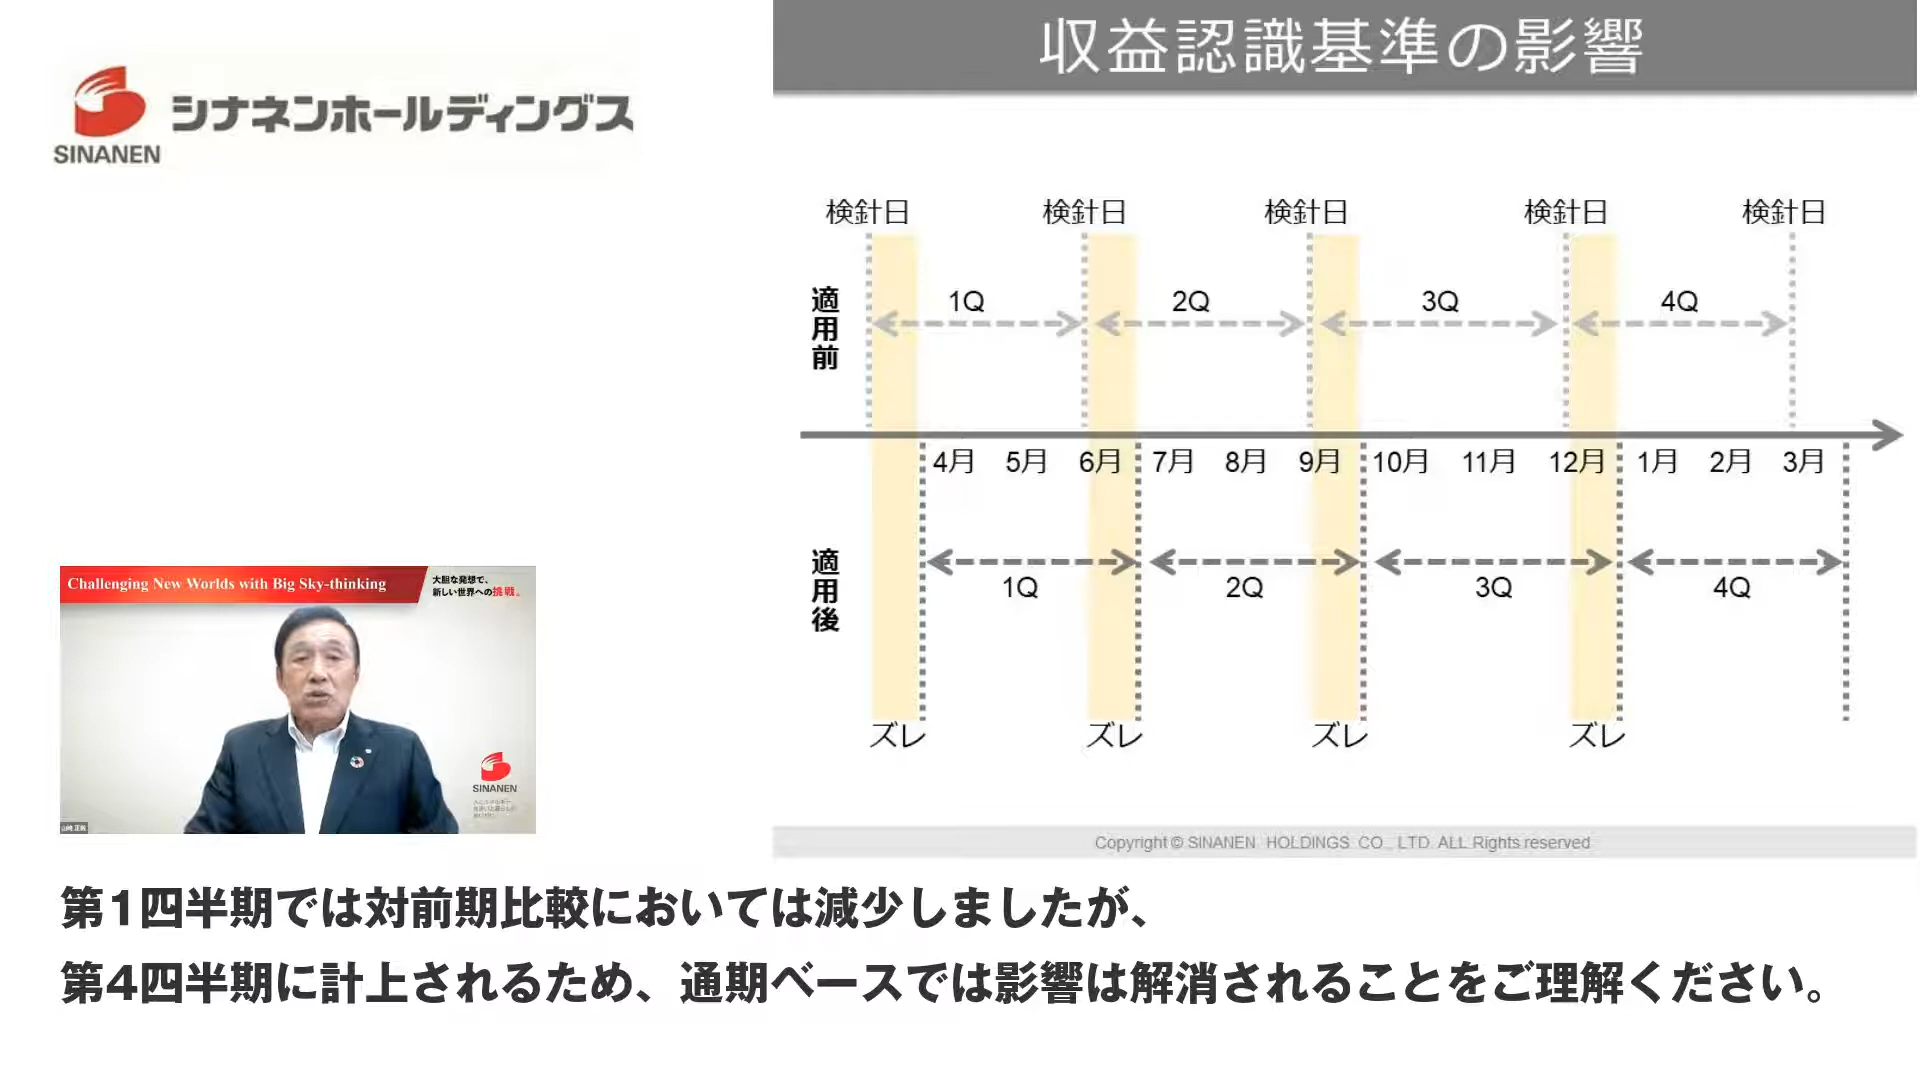 シナネンホールディングス
SINANEN
収益認識基準の影響
検針日 検針日 検針日 検針日 検針日
適用前
1Q 2Q 3Q 4Q
4月 5月 6月 7月 8月 9月 10月 11月 12月 1月 2月 3月
適用後
1Q 2Q 3Q 4Q
ズレ ズレ ズレ ズレ
Copyright © SINANEN HOLDINGS CO., LTD. ALL Rights reserved
Challenging New Worlds with Big Sky-thinking
大胆な発想で、
新しい世界への挑戦。
SINANEN
第1四半期では対前期比較においては減少しましたが、
第4四半期に計上されるため、通期ベースでは影響は解消されることをご理解ください。